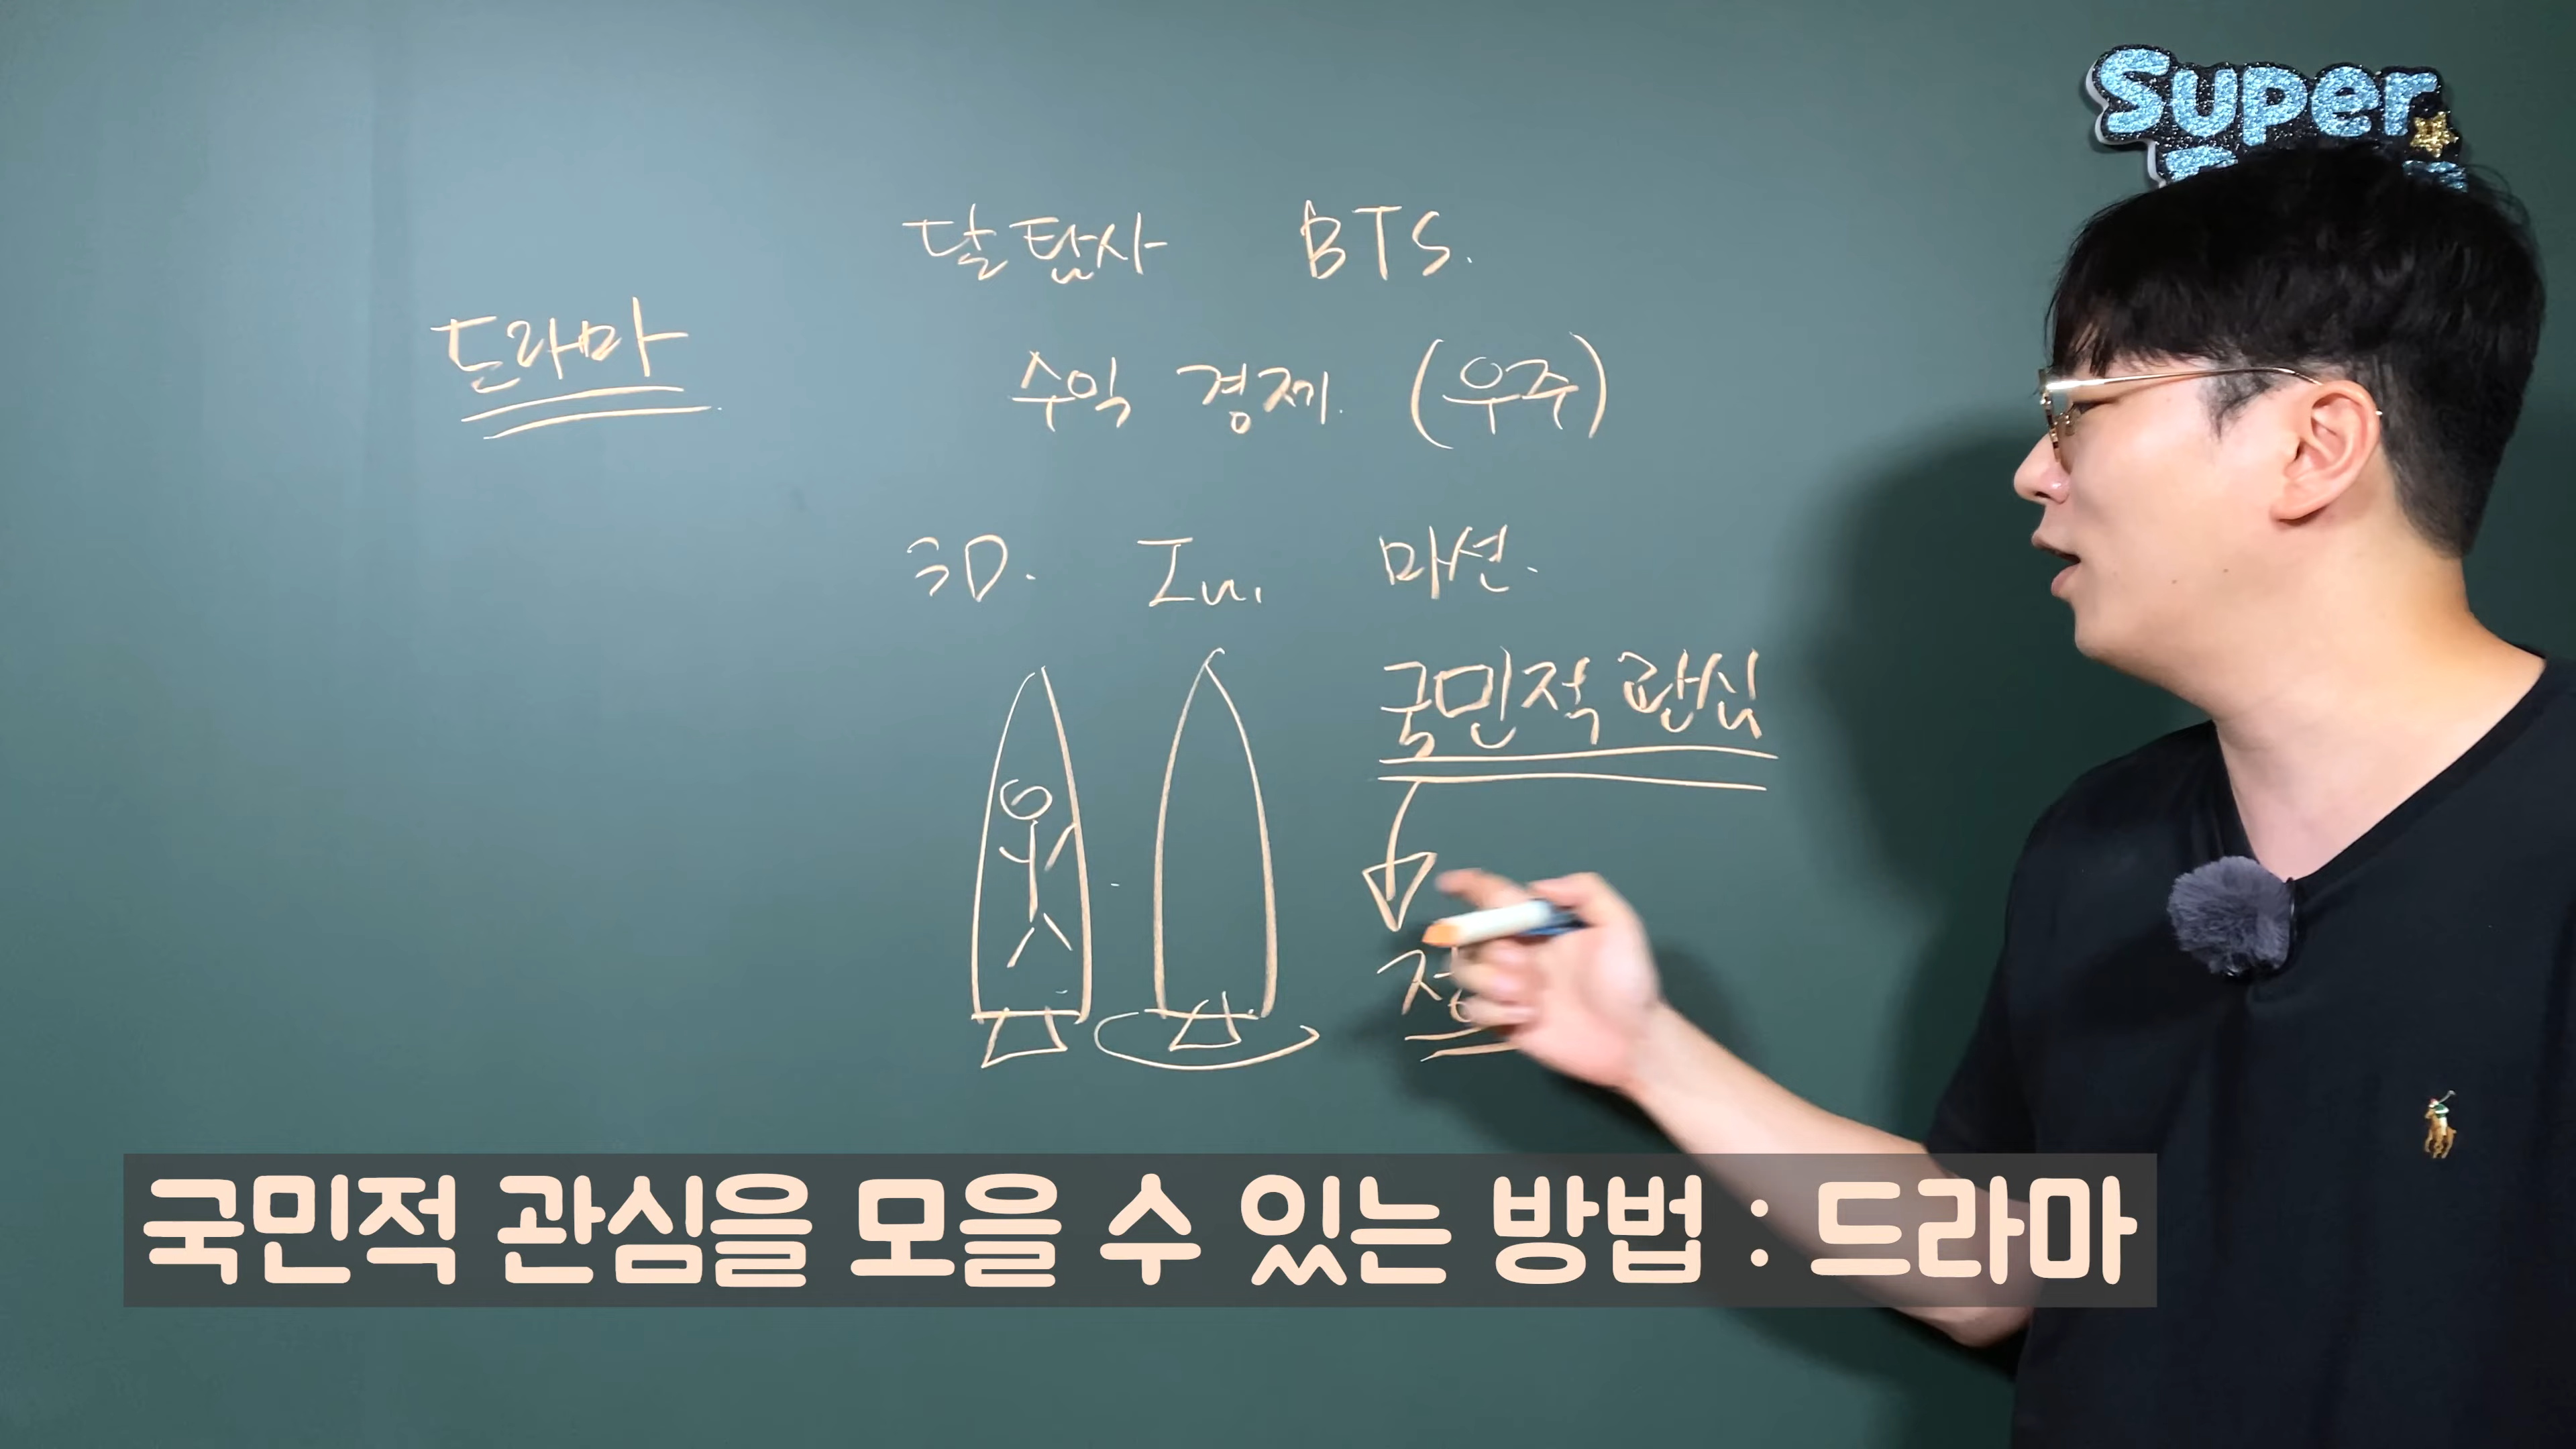 Super
달탐사 BTS.
드라마
수익 경제. (우주)
3D. In. 미션.
국민적 관심
국민적 관심을 모을 수 있는 방법 : 드라마